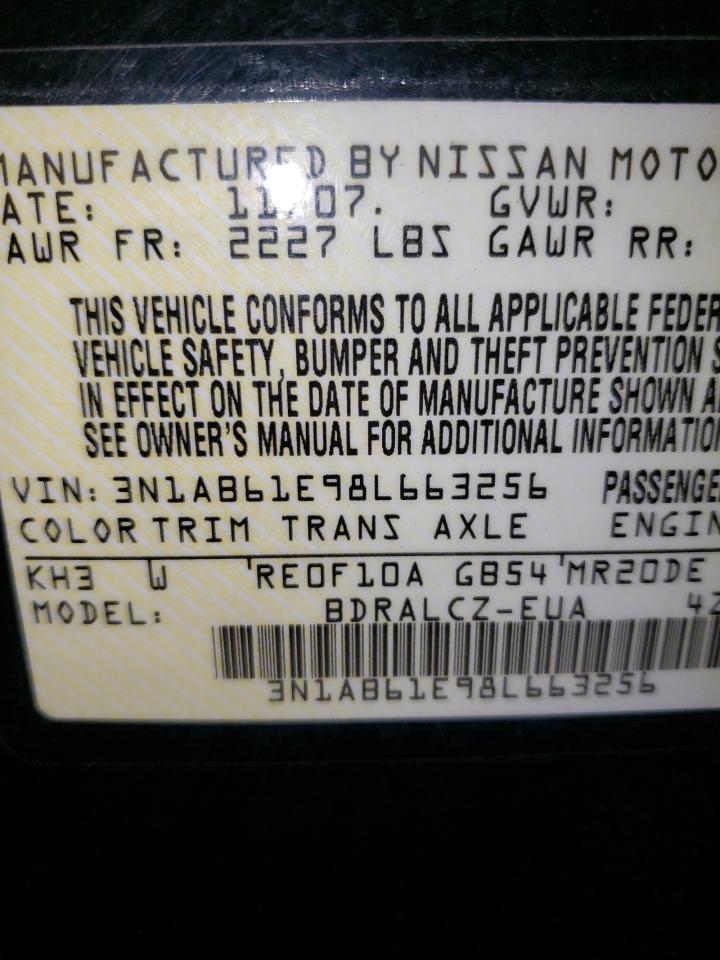 MANUFACTURED BY NISSAN MOTO
ATE: 11/07. GVWR:
AWR FR: 2227 LBS GAWR RR:
THIS VEHICLE CONFORMS TO ALL APPLICABLE FEDER
VEHICLE SAFETY, BUMPER AND THEFT PREVENTION S
IN EFFECT ON THE DATE OF MANUFACTURE SHOWN A
SEE OWNER'S MANUAL FOR ADDITIONAL INFORMATIO
VIN: 3N1AB61E98L663256 PASSENGE
COLOR TRIM TRANS AXLE ENGIN
KH3 W 'RE0F10A GB54 'MR20DE
MODEL: BDRALCZ-EUA 42
3N1AB61E98L663256